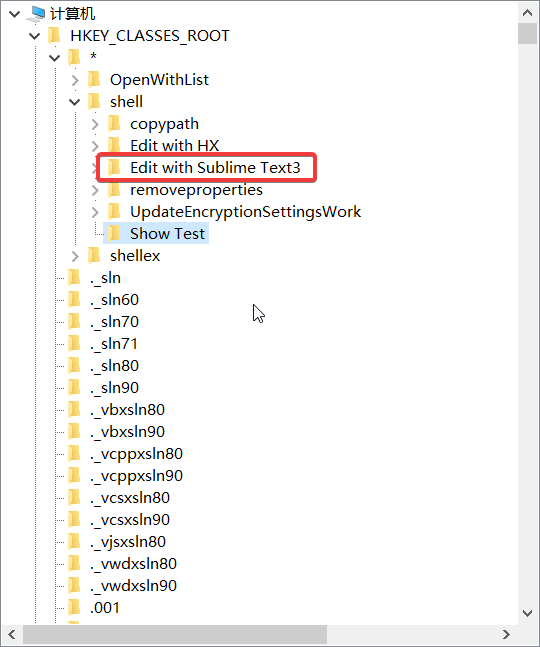 计算机
HKEY_CLASSES_ROOT
*
OpenWithList
shell
copypath
Edit with HX
Edit with Sublime Text3
removeproperties
UpdateEncryptionSettingsWork
Show Test
shellex
._sln
._sln60
._sln70
._sln71
._sln80
._sln90
._vbxsln80
._vbxsln90
._vcppxsln80
._vcppxsln90
._vcsxsln80
._vcsxsln90
._vjsxsln80
._vwdxsln80
._vwdxsln90
.001